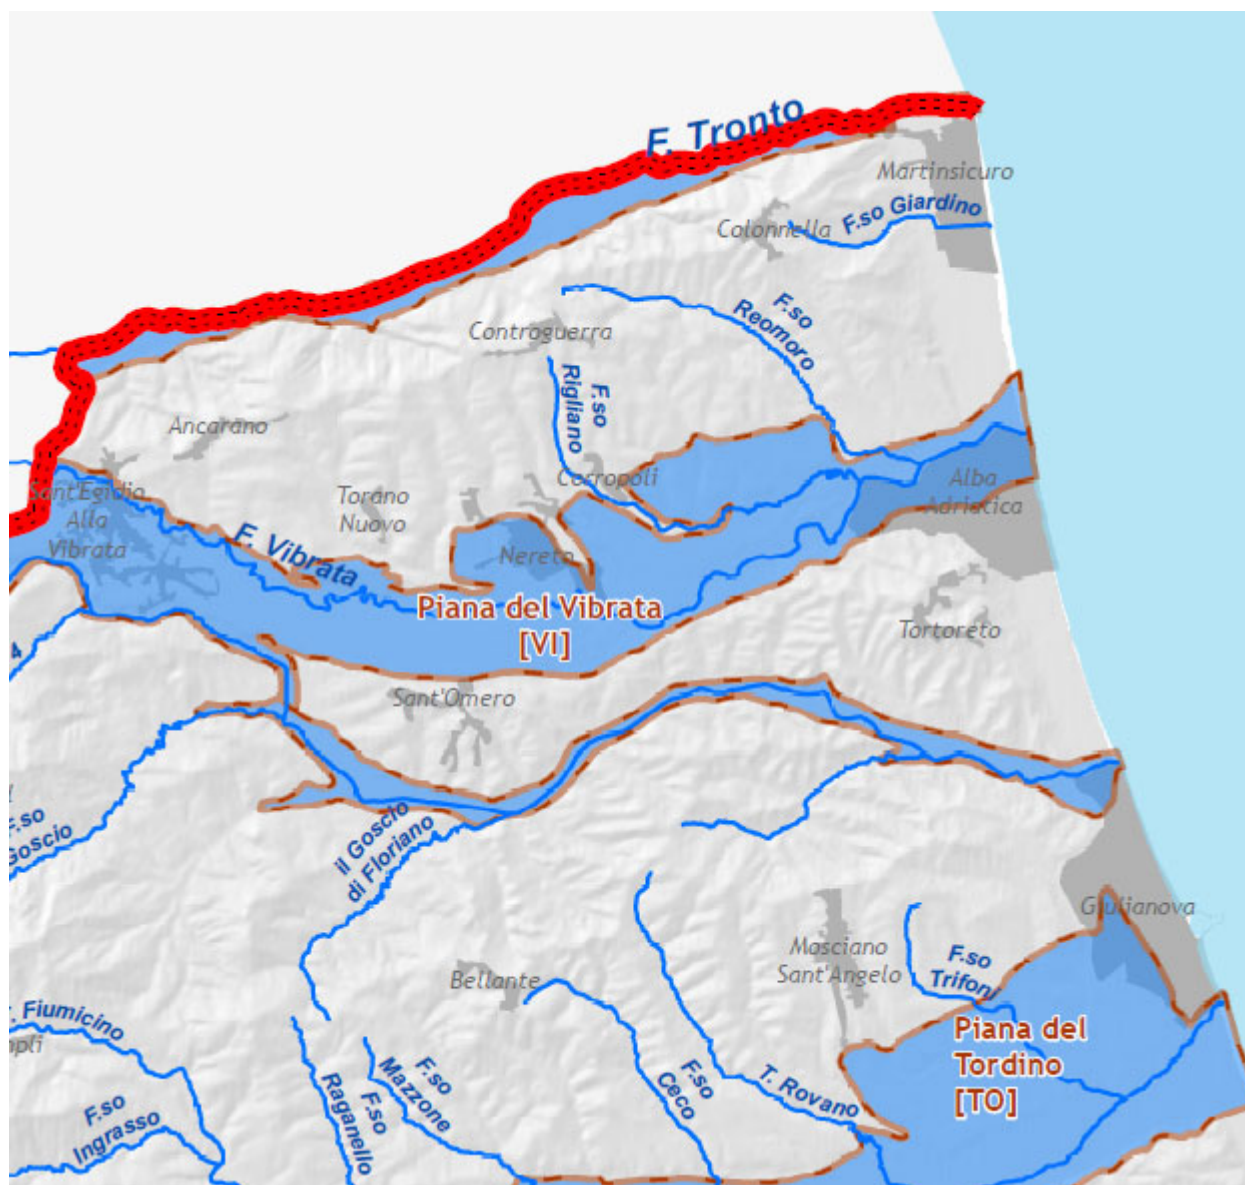 F. Tronto
Martinsicuro
F.so Giardino
Colonnella
F.so
Reomoro
Controguerra
F.so
Rigliano
Ancarano
Corropoli
Sant'Egidio
Alla
Vibrata
Torano
Nuovo
Alba
Adriatica
F. Vibrata
Nereto
Piana del Vibrata
[VI]
Tortoreto
Sant'Omero
F.so
Goscio
il Goscio
di Floriano
Giulianova
Mosciano
Sant'Angelo
F.so
Trifoni
Bellante
. Fiumicino
mpli
Piana del
Tordino
[TO]
F.so
Mazzone
F.so
Ceco
T. Rovano
F.so
Raganello
F.so
Ingrasso